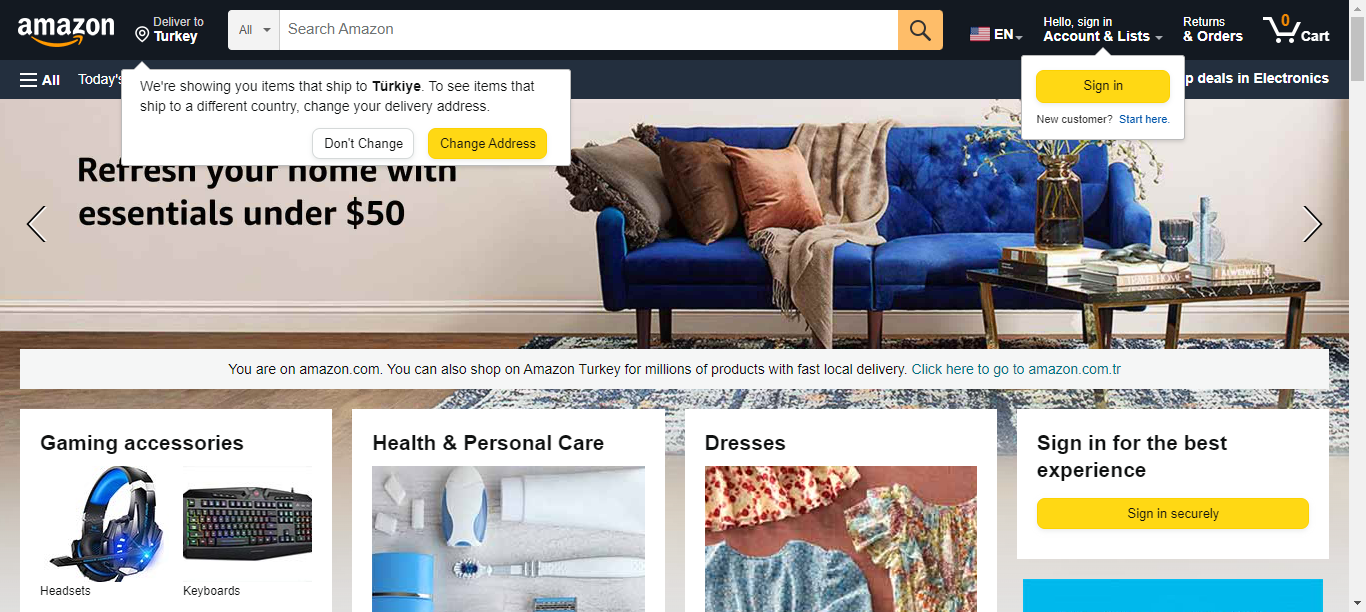 amazon
Deliver to
Turkey
All
Search Amazon
EN
Hello, sign in
Account & Lists
Returns
& Orders
0
Cart
All
Today's
p deals in Electronics
We're showing you items that ship to Türkiye. To see items that
ship to a different country, change your delivery address.
Don't Change
Change Address
Sign in
New customer? Start here.
Refresh your home with
essentials under $50
You are on amazon.com. You can also shop on Amazon Turkey for millions of products with fast local delivery. Click here to go to amazon.com.tr
Gaming accessories
Headsets
Keyboards
Health & Personal Care
Dresses
Sign in for the best
experience
Sign in securely